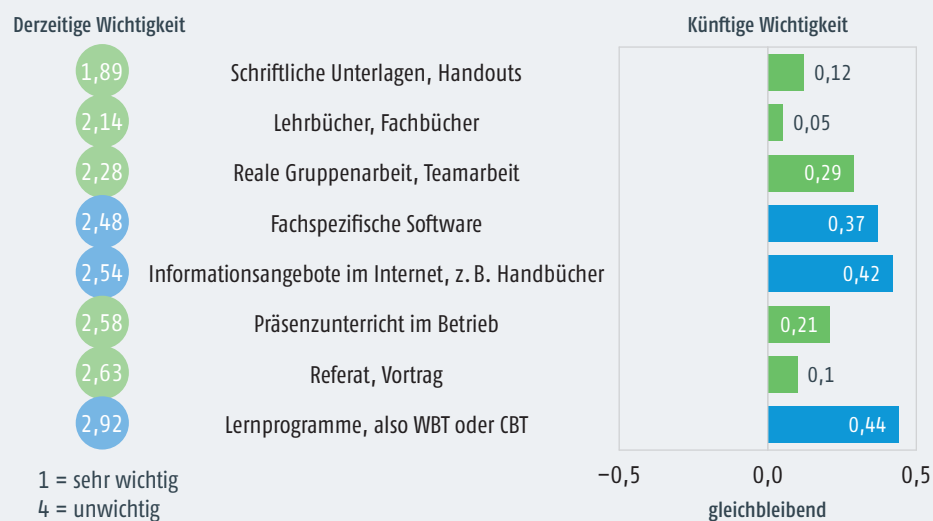 Derzeitige Wichtigkeit Künftige Wichtigkeit
1,89 Schriftliche Unterlagen, Handouts 0,12
2,14 Lehrbücher, Fachbücher 0,05
2,28 Reale Gruppenarbeit, Teamarbeit 0,29
2,48 Fachspezifische Software 0,37
2,54 Informationsangebote im Internet, z. B. Handbücher 0,42
2,58 Präsenzunterricht im Betrieb 0,21
2,63 Referat, Vortrag 0,1
2,92 Lernprogramme, also WBT oder CBT 0,44
−0,5 0,0 0,5
1 = sehr wichtig
4 = unwichtig gleichbleibend